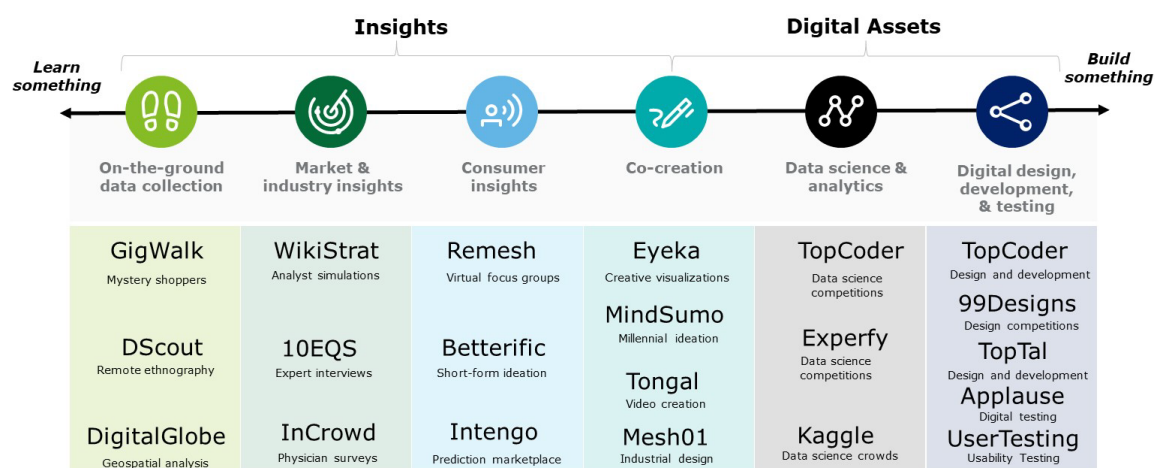 Insights
Digital Assets
Learn
something
Build
something
On-the-ground
data collection
Market &
industry insights
Consumer
insights
Co-creation
Data science &
analytics
Digital design,
development,
& testing
GigWalk
Mystery shoppers
DScout
Remote ethnography
DigitalGlobe
Geospatial analysis
WikiStrat
Analyst simulations
10EQS
Expert interviews
InCrowd
Physician surveys
Remesh
Virtual focus groups
Betterific
Short-form ideation
Intengo
Prediction marketplace
Eyeka
Creative visualizations
MindSumo
Millennial ideation
Tongal
Video creation
Mesh01
Industrial design
TopCoder
Data science
competitions
Experfy
Data science
competitions
Kaggle
Data science crowds
TopCoder
Design and development
99Designs
Design competitions
TopTal
Design and development
Applause
Digital testing
UserTesting
Usability Testing